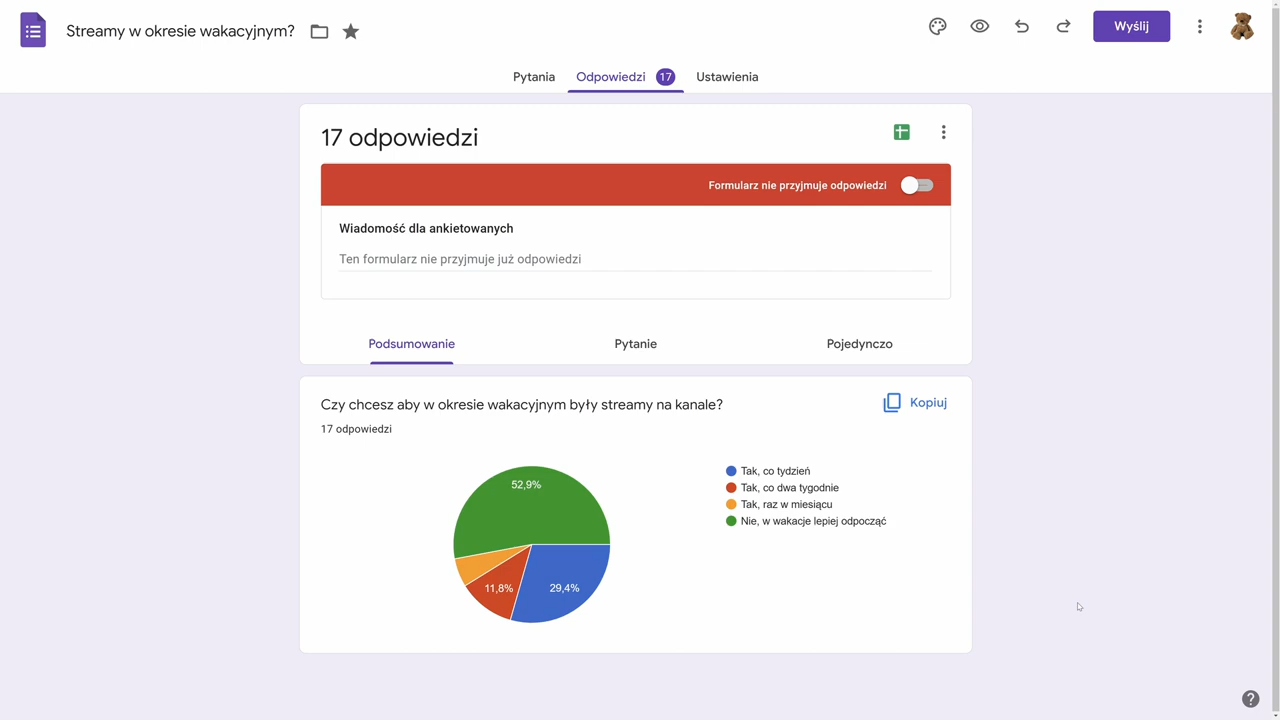 Streamy w okresie wakacyjnym?
Wyślij
Pytania
Odpowiedzi 17
Ustawienia
17 odpowiedzi
Formularz nie przyjmuje odpowiedzi
Wiadomość dla ankietowanych
Ten formularz nie przyjmuje już odpowiedzi
Podsumowanie
Pytanie
Pojedynczo
Czy chcesz aby w okresie wakacyjnym były streamy na kanale?
Kopiuj
17 odpowiedzi
52,9%
11,8%
29,4%
Tak, co tydzień
Tak, co dwa tygodnie
Tak, raz w miesiącu
Nie, w wakacje lepiej odpocząć
?